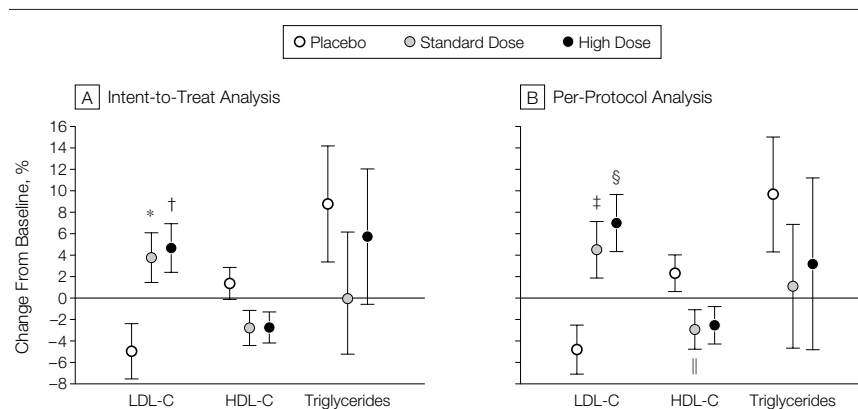 Placebo Standard Dose High Dose
A Intent-to-Treat Analysis
B Per-Protocol Analysis
Change From Baseline, %
16
14
12
10
8
6
4
2
0
−2
−4
−6
−8
* †
‡ §
||
LDL-C HDL-C Triglycerides
LDL-C HDL-C Triglycerides